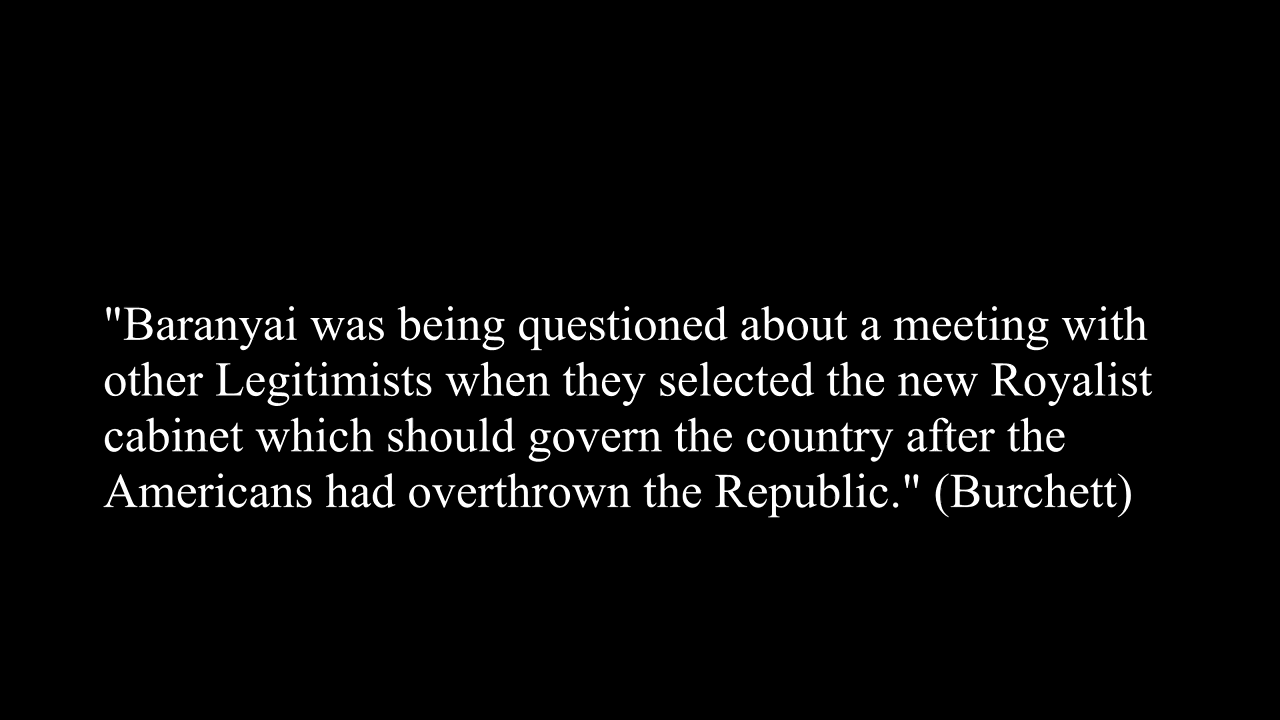 "Baranyai was being questioned about a meeting with
other Legitimists when they selected the new Royalist
cabinet which should govern the country after the
Americans had overthrown the Republic." (Burchett)